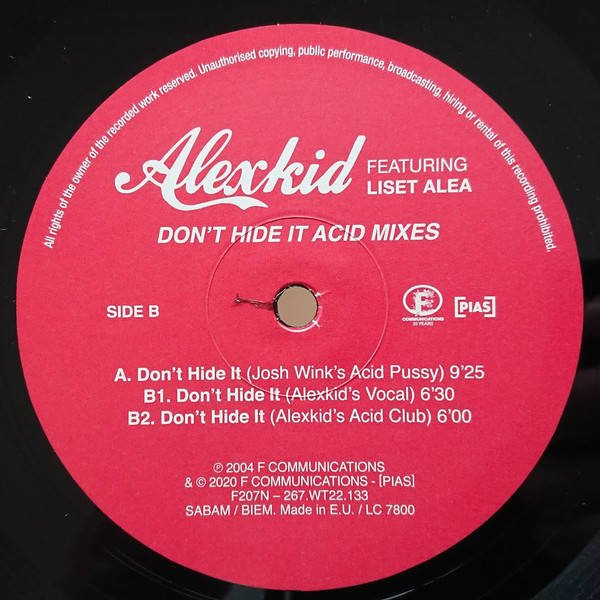 All rights of the owner of the recorded work reserved. Unauthorised copying, public performance, broadcasting, hiring or rental of this recording prohibited.
Alexkid FEATURING
LISET ALEA
DON'T HIDE IT ACID MIXES
SIDE B
F
COMMUNICATIONS
25 YEARS
[PIAS]
A. Don't Hide It (Josh Wink's Acid Pussy) 9'25
B1. Don't Hide It (Alexkid's Vocal) 6'30
B2. Don't Hide It (Alexkid's Acid Club) 6'00
℗ 2004 F COMMUNICATIONS
& © 2020 F COMMUNICATIONS - [PIAS]
F207N – 267.WT22.133
SABAM / BIEM. Made in E.U. / LC 7800